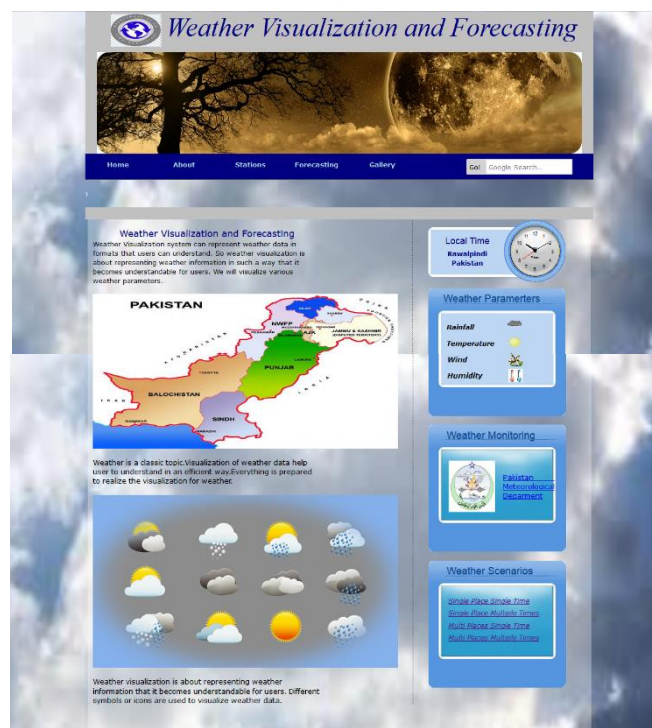 Weather Visualization and Forecasting
Home About Stations Forecasting Gallery
Go! Google Search...
Weather Visualization and Forecasting
Weather Visualization system can represent weather data in
formats that users can understand. So weather visualization is
about representing weather information in such a way that it
becomes understandable for users. We will visualize various
weather parameters.
PAKISTAN
NWFP
AJK
JAMMU & KASHMIR
PUNJAB
BALOCHISTAN
SINDH
AFGHANISTAN
IRAN
INDIA
Weather is a classic topic.Visualization of weather data help
user to understand in an efficient way.Everything is prepared
to realize the visualization for weather.
Weather visualization is about representing weather
information that it becomes understandable for users. Different
symbols or icons are used to visualize weather data.
Local Time
Rawalpindi
Pakistan
Weather Paramerters
Rainfall
Temperature
Wind
Humidity
Weather Monitoring
Pakistan
Meteorological
Deparment
Weather Scenarios
Single Place Single Time
Single Place Multiple Times
Multi Places Single Time
Multi Places Multiple Times